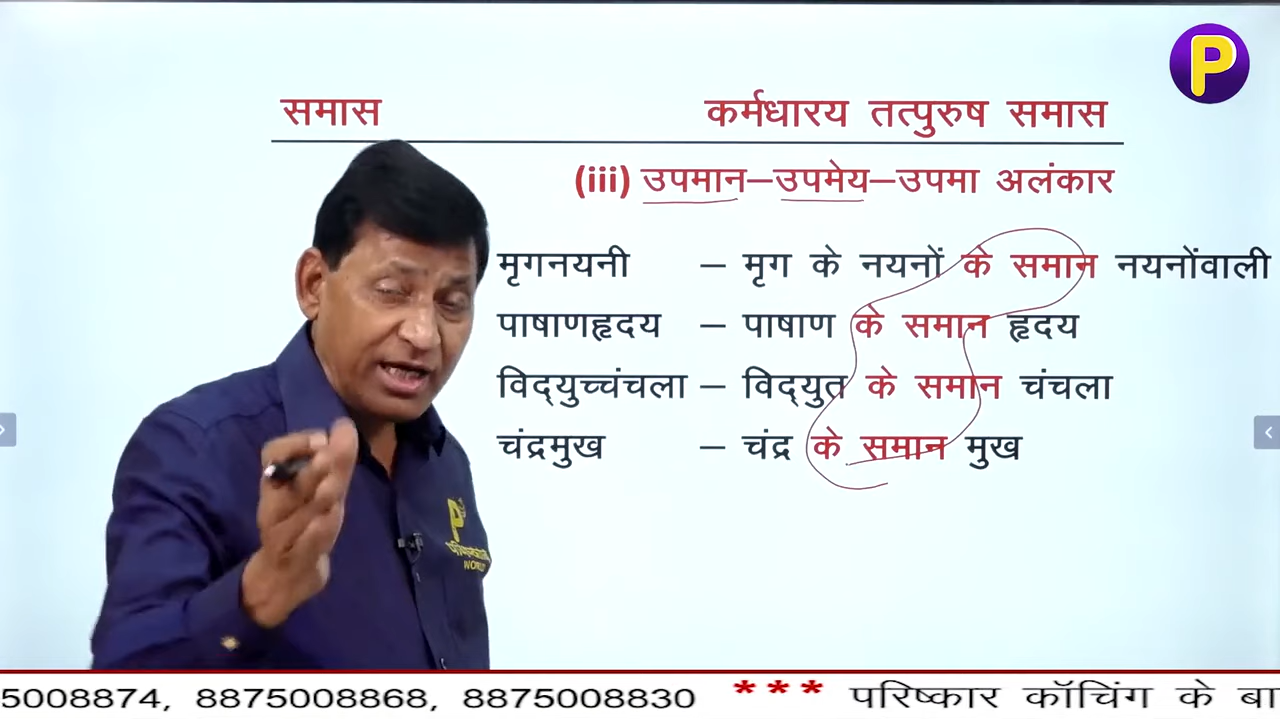 P
समास कर्मधारय तत्पुरुष समास
(iii) उपमान–उपमेय–उपमा अलंकार
मृगनयनी – मृग के नयनों के समान नयनोंवाली
पाषाणहृदय – पाषाण के समान हृदय
विद्‌युच्चंचला – विद्‌युत के समान चंचला
चंद्रमुख – चंद्र के समान मुख
P
WORLD
5008874, 8875008868, 8875008830 *** परिष्कार कॉचिंग के बा